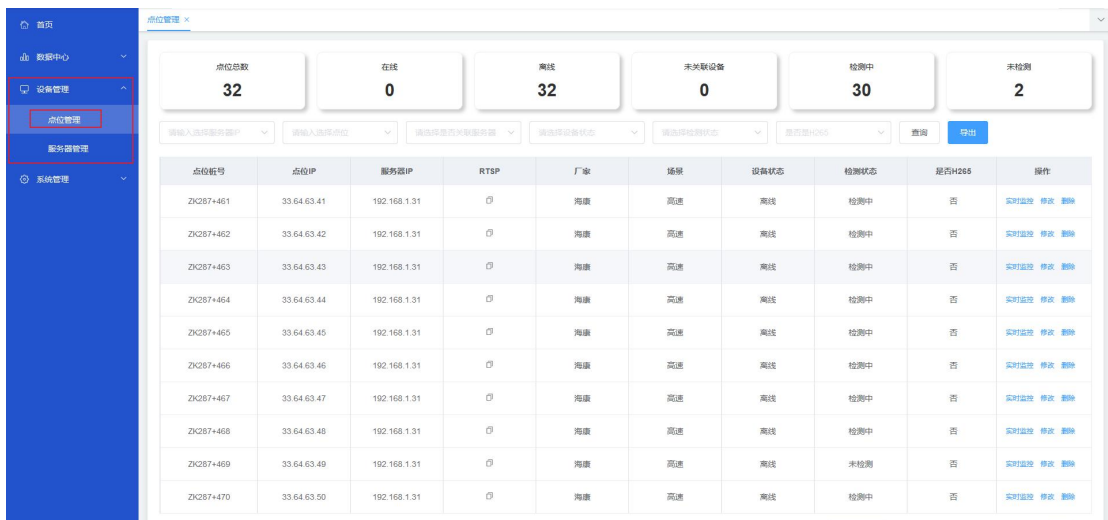 首页
数据中心
设备管理
点位管理
服务器管理
系统管理
点位管理 ×
点位总数 在线 离线 未关联设备 检测中 未检测
32 0 32 0 30 2
请输入选择服务器IP 请输入选择点位 请选择是否关联服务器 请选择设备状态 请选择检测状态 是否是H265 查询 导出
点位桩号 点位IP 服务器IP RTSP 厂家 场景 设备状态 检测状态 是否H265 操作
ZK287+461 33.64.63.41 192.168.1.31 海康 高速 离线 检测中 否 实时监控 修改 删除
ZK287+462 33.64.63.42 192.168.1.31 海康 高速 离线 检测中 否 实时监控 修改 删除
ZK287+463 33.64.63.43 192.168.1.31 海康 高速 离线 检测中 否 实时监控 修改 删除
ZK287+464 33.64.63.44 192.168.1.31 海康 高速 离线 检测中 否 实时监控 修改 删除
ZK287+465 33.64.63.45 192.168.1.31 海康 高速 离线 检测中 否 实时监控 修改 删除
ZK287+466 33.64.63.46 192.168.1.31 海康 高速 离线 检测中 否 实时监控 修改 删除
ZK287+467 33.64.63.47 192.168.1.31 海康 高速 离线 检测中 否 实时监控 修改 删除
ZK287+468 33.64.63.48 192.168.1.31 海康 高速 离线 检测中 否 实时监控 修改 删除
ZK287+469 33.64.63.49 192.168.1.31 海康 高速 离线 未检测 否 实时监控 修改 删除
ZK287+470 33.64.63.50 192.168.1.31 海康 高速 离线 检测中 否 实时监控 修改 删除